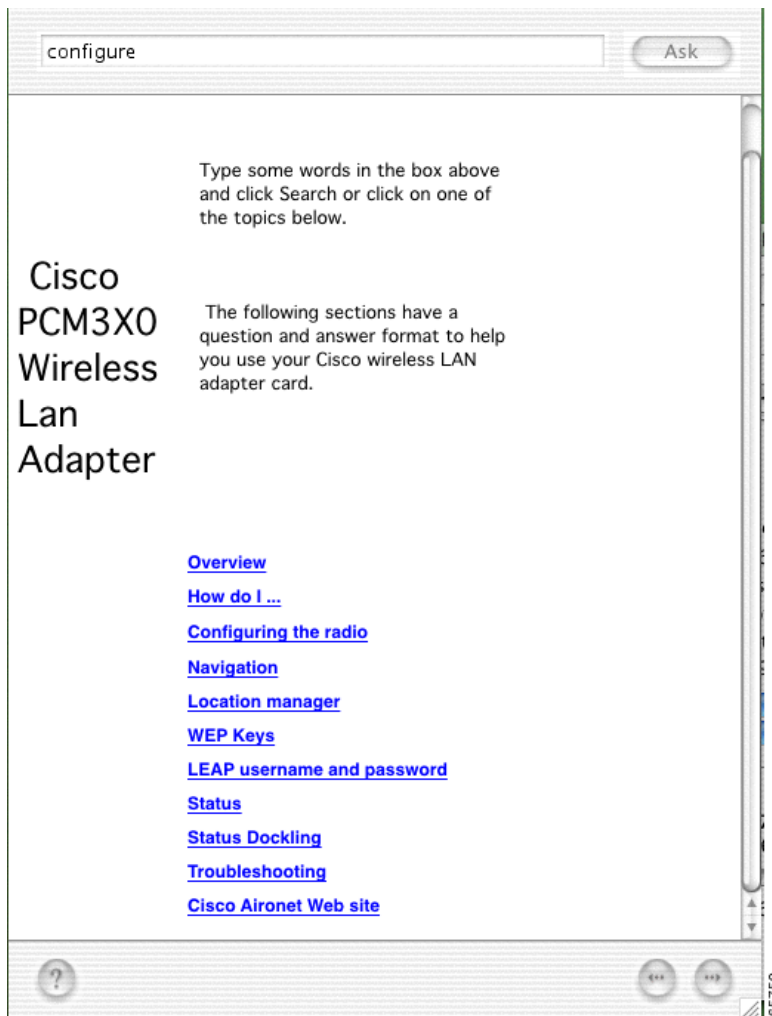 configure
Ask
Type some words in the box above
and click Search or click on one of
the topics below.
Cisco
PCM3X0
Wireless
Lan
Adapter
The following sections have a
question and answer format to help
you use your Cisco wireless LAN
adapter card.
Overview
How do I ...
Configuring the radio
Navigation
Location manager
WEP Keys
LEAP username and password
Status
Status Dockling
Troubleshooting
Cisco Aironet Web site
?